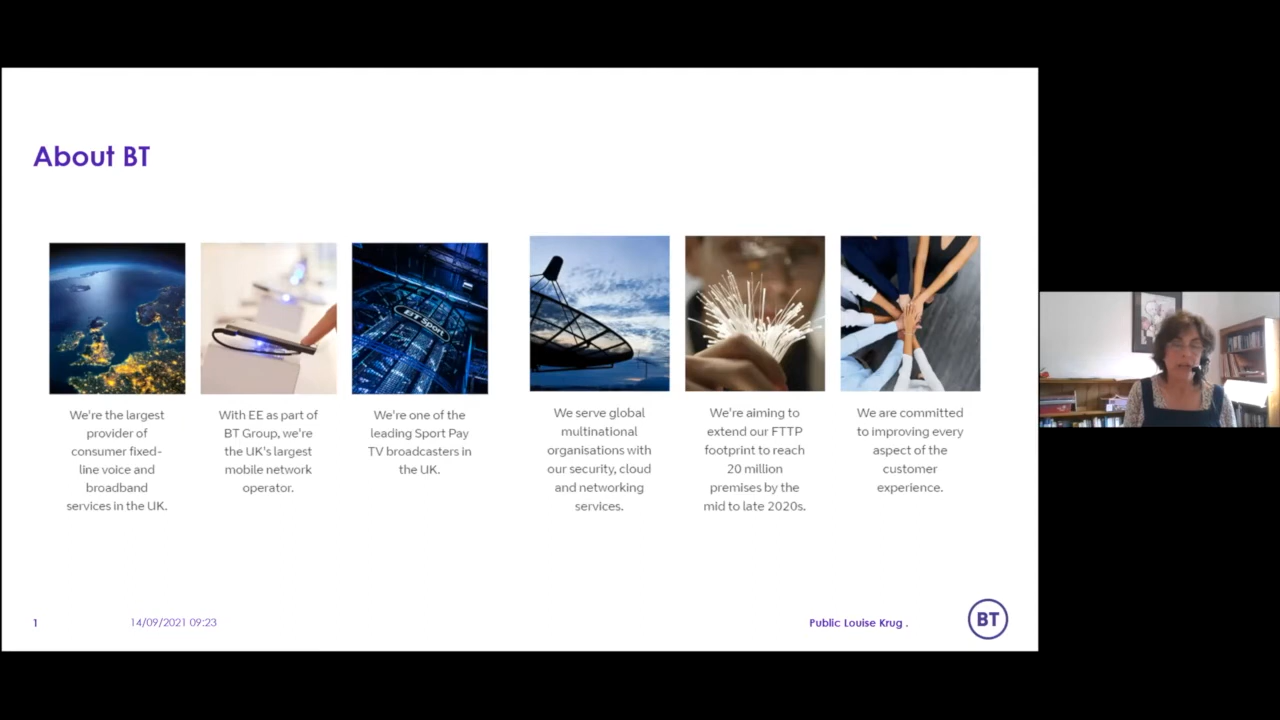 About BT
BT Sport
We're the largest
provider of
consumer fixed-
line voice and
broadband
services in the UK.
With EE as part of
BT Group, we're
the UK's largest
mobile network
operator.
We're one of the
leading Sport Pay
TV broadcasters in
the UK.
We serve global
multinational
organisations with
our security, cloud
and networking
services.
We're aiming to
extend our FTTP
footprint to reach
20 million
premises by the
mid to late 2020s.
We are committed
to improving every
aspect of the
customer
experience.
1
14/09/2021 09:23
Public Louise Krug .
BT